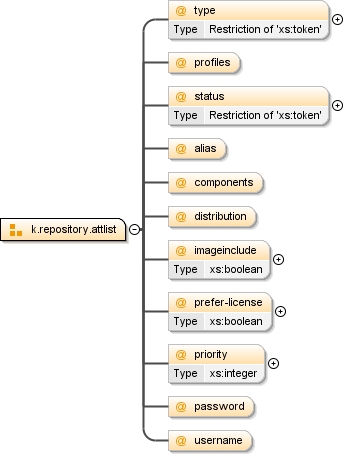 @ type
Type Restriction of 'xs:token'
@ profiles
@ status
Type Restriction of 'xs:token'
@ alias
@ components
@ distribution
k.repository.attlist
@ imageinclude
Type xs:boolean
@ prefer-license
Type xs:boolean
@ priority
Type xs:integer
@ password
@ username